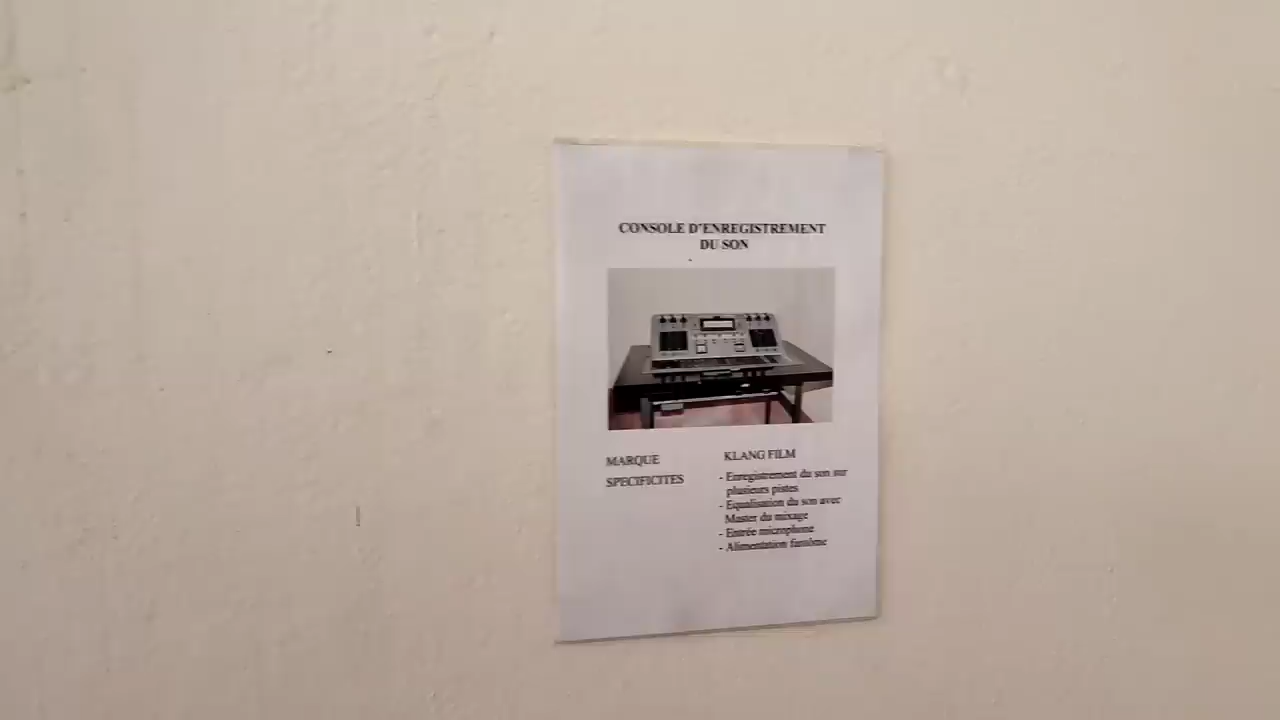 CONSOLE D'ENREGISTREMENT
DU SON
MARQUE
KLANG FILM
SPECIFICITES
- Enregistrement du son sur
plusieurs pistes
- Equalisation du son avec
Master du mixage
- Entrée microphone
- Alimentation fantôme